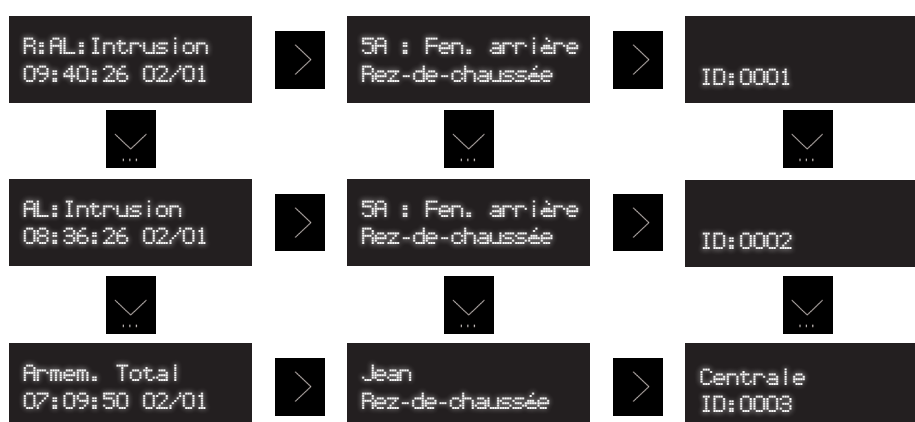 R:AL:Intrusion
09:40:26 02/01
5A : Fen. arrière
Rez-de-chaussée
ID:0001
AL:Intrusion
08:36:26 02/01
5A : Fen. arrière
Rez-de-chaussée
ID:0002
Armem. Total
07:09:50 02/01
Jean
Rez-de-chaussée
Centrale
ID:0003